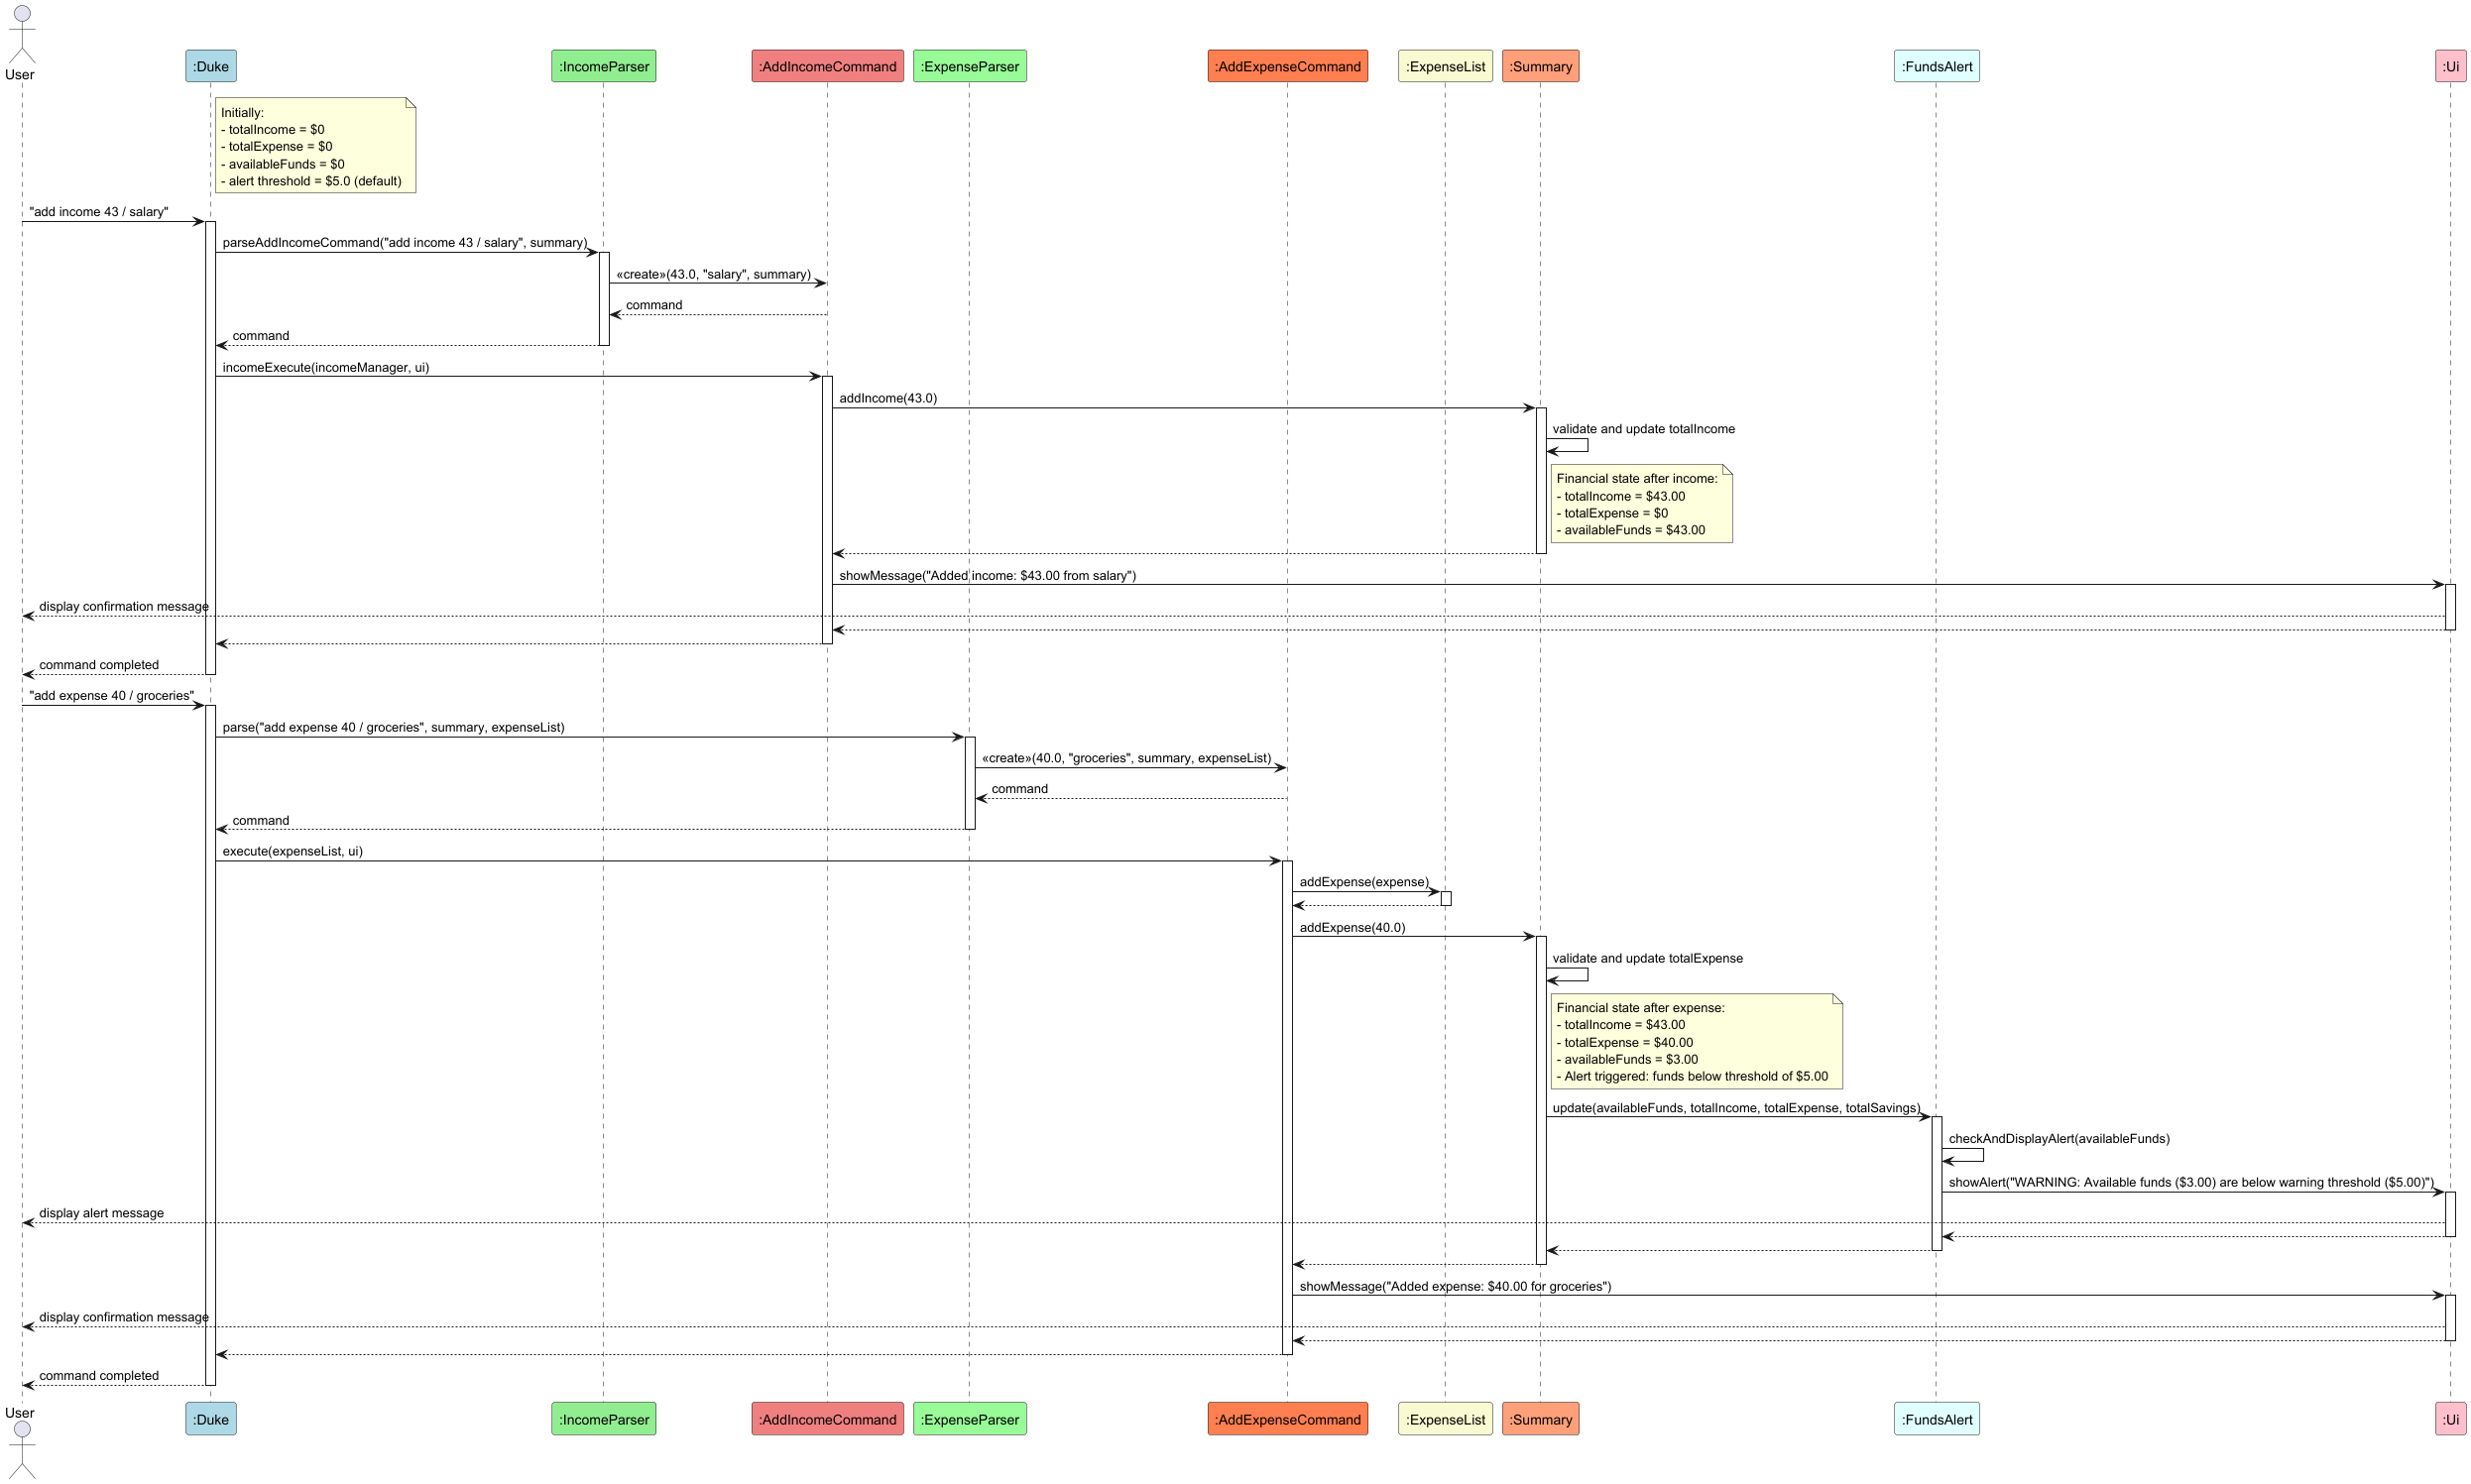 User
:Duke
:IncomeParser
:AddIncomeCommand
:ExpenseParser
:AddExpenseCommand
:ExpenseList
:Summary
:FundsAlert
:Ui
Initially:
- totalIncome = $0
- totalExpense = $0
- availableFunds = $0
- alert threshold = $5.0 (default)
"add income 43 / salary"
parseAddIncomeCommand("add income 43 / salary", summary)
«create»(43.0, "salary", summary)
command
command
incomeExecute(incomeManager, ui)
addIncome(43.0)
validate and update totalIncome
Financial state after income:
- totalIncome = $43.00
- totalExpense = $0
- availableFunds = $43.00
showMessage("Added income: $43.00 from salary")
display confirmation message
command completed
"add expense 40 / groceries"
parse("add expense 40 / groceries", summary, expenseList)
«create»(40.0, "groceries", summary, expenseList)
command
command
execute(expenseList, ui)
addExpense(expense)
addExpense(40.0)
validate and update totalExpense
Financial state after expense:
- totalIncome = $43.00
- totalExpense = $40.00
- availableFunds = $3.00
- Alert triggered: funds below threshold of $5.00
update(availableFunds, totalIncome, totalExpense, totalSavings)
checkAndDisplayAlert(availableFunds)
showAlert("WARNING: Available funds ($3.00) are below warning threshold ($5.00)")
display alert message
showMessage("Added expense: $40.00 for groceries")
display confirmation message
command completed
User
:Duke
:IncomeParser
:AddIncomeCommand
:ExpenseParser
:AddExpenseCommand
:ExpenseList
:Summary
:FundsAlert
:Ui